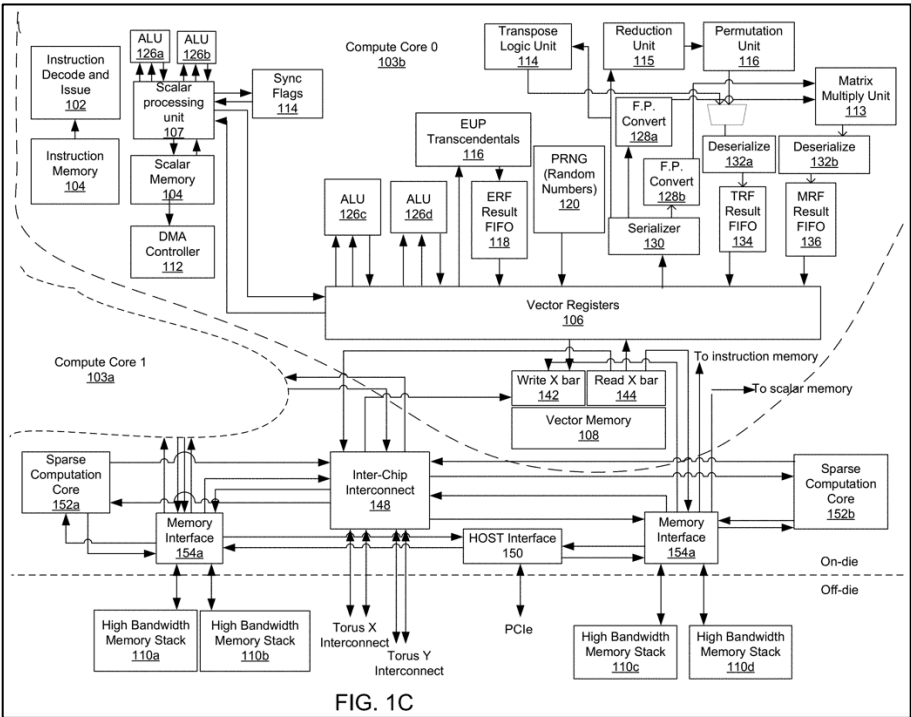 Instruction Decode and
Issue
102
Instruction Memory
104
ALU
126a
ALU
126b
Scalar
processing
unit
107
Sync
Flags
114
Scalar
Memory
104
DMA
Controller
112
Compute Core 0
103b
Transpose
Logic Unit
114
Reduction
Unit
115
Permutation
Unit
116
Matrix
Multiply Unit
113
EUP
Transcendentals
116
ERF
Result
FIFO
118
PRNG
(Random
Numbers)
120
F.P.
Convert
128a
F.P.
Convert
128b
Serializer
130
Deserialize
132a
Deserialize
132b
TRF
Result
FIFO
134
MRF
Result
FIFO
136
ALU
126c
ALU
126d
Vector Registers
106
Compute Core 1
103a
Write X bar
142
Read X bar
144
Vector Memory
108
To instruction memory
To scalar memory
Sparse
Computation
Core
152a
Memory
Interface
154a
Inter-Chip
Interconnect
148
HOST Interface
150
Memory
Interface
154a
Sparse
Computation
Core
152b
On-die
Off-die
High Bandwidth
Memory Stack
110a
High Bandwidth
Memory Stack
110b
Torus X
Interconnect
Torus Y
Interconnect
PCIe
High Bandwidth
Memory Stack
110c
High Bandwidth
Memory Stack
110d
FIG. 1C